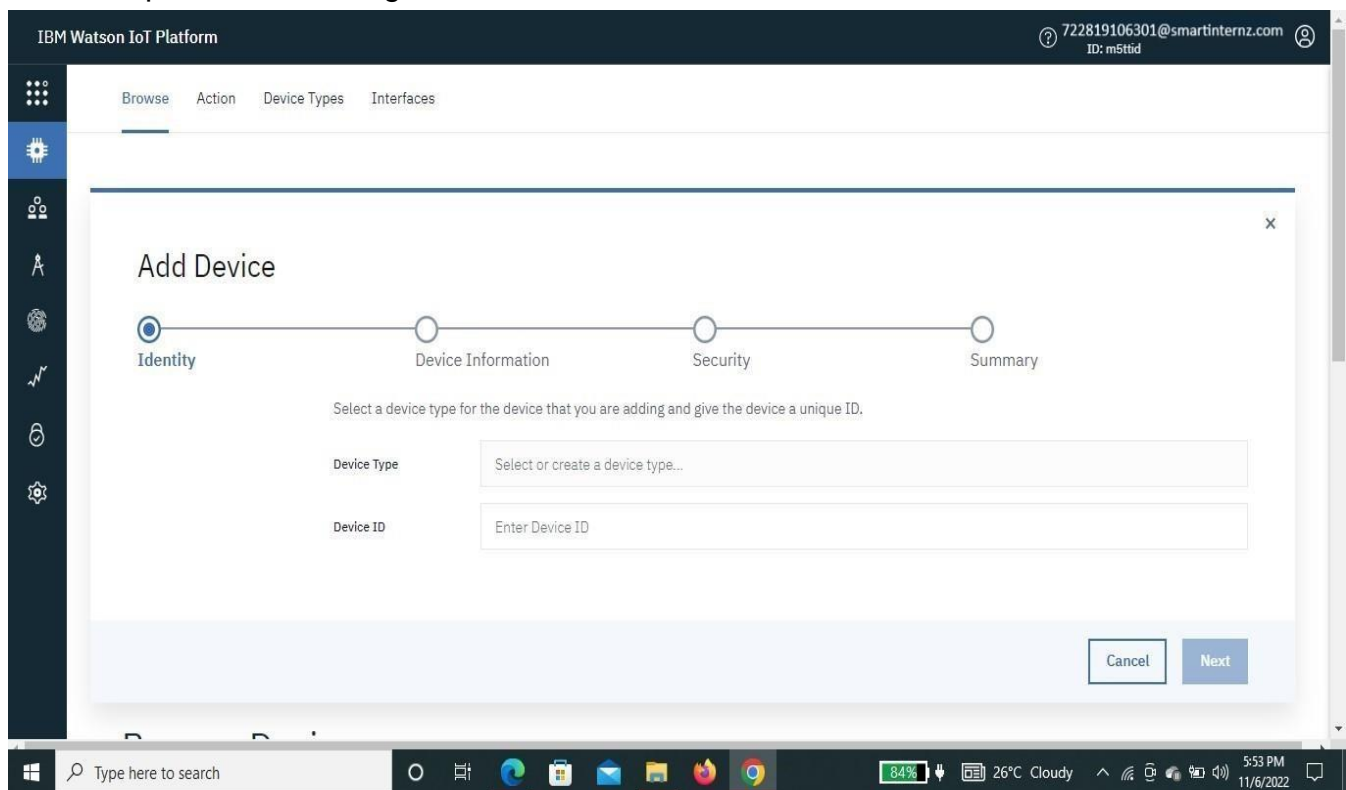 IBM Watson IoT Platform
722819106301@smartinternz.com
ID: m5ttid
Browse Action Device Types Interfaces
Add Device
Identity Device Information Security Summary
Select a device type for the device that you are adding and give the device a unique ID.
Device Type Select or create a device type...
Device ID Enter Device ID
Cancel Next
Type here to search 84% 26°C Cloudy 5:53 PM
11/6/2022